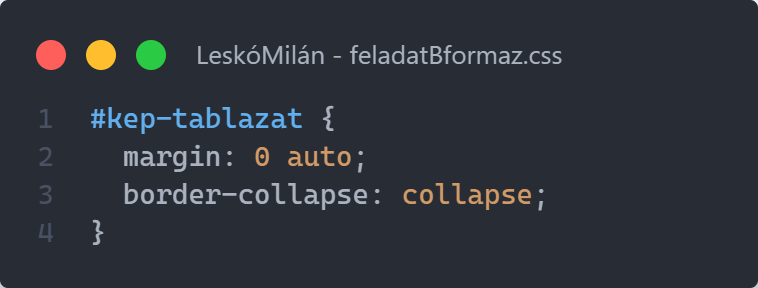 LeskóMilán - feladatBformaz.css
1 #kep-tablazat {
2   margin: 0 auto;
3   border-collapse: collapse;
4 }